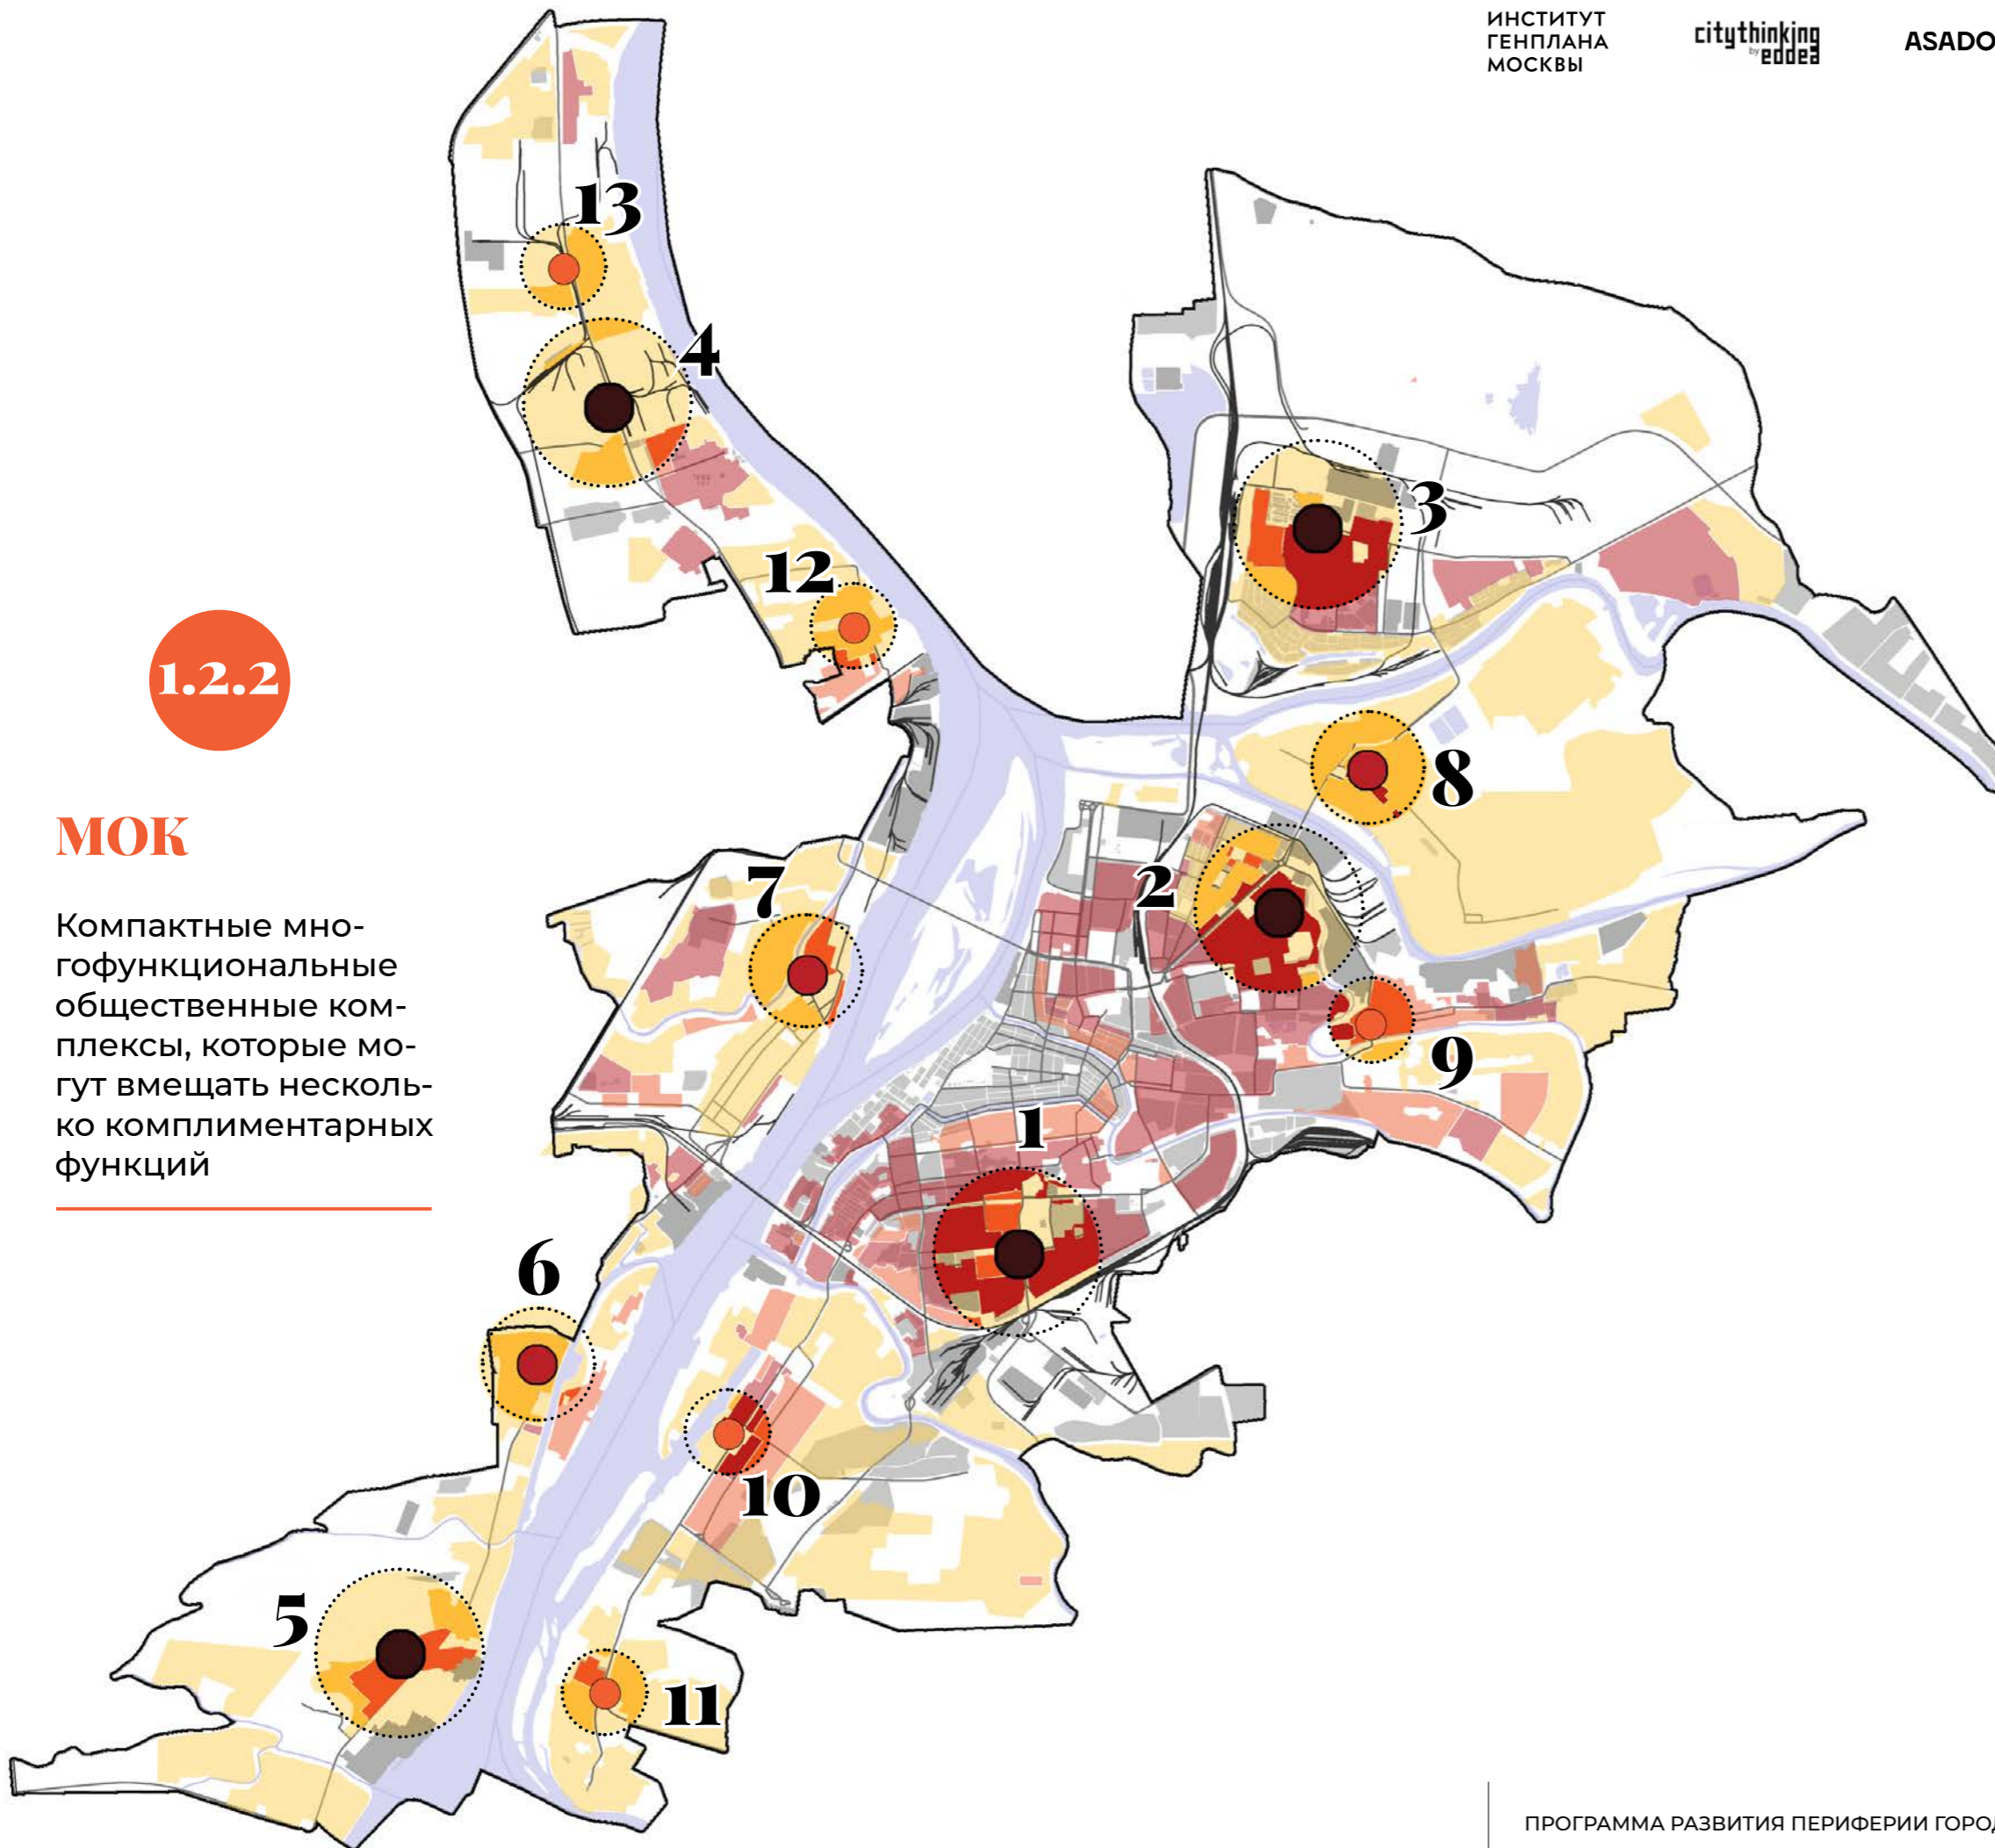 ИНСТИТУТ
ГЕНПЛАНА
МОСКВЫ
citythinking
by eddea
ASADO
13
4
3
12
1.2.2
8
МОК
2
7
Компактные мно-
гофункциональные
общественные ком-
плексы, которые мо-
гут вмещать несколь-
ко комплиментарных
функций
9
1
6
10
5
11
ПРОГРАММА РАЗВИТИЯ ПЕРИФЕРИИ ГОРОД